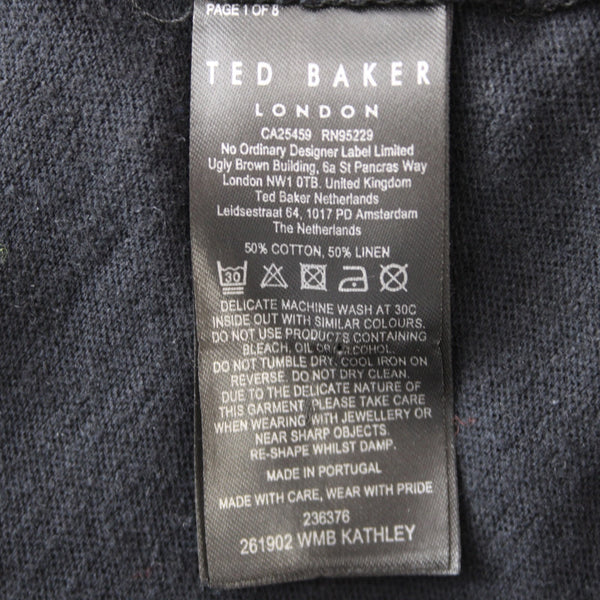 PAGE 1 OF 8
TED BAKER
LONDON
CA25459 RN95229
No Ordinary Designer Label Limited
Ugly Brown Building, 6a St Pancras Way
London NW1 0TB. United Kingdom
Ted Baker Netherlands
Leidsestraat 64, 1017 PD Amsterdam
The Netherlands
50% COTTON, 50% LINEN
30
DELICATE MACHINE WASH AT 30C
INSIDE OUT WITH SIMILAR COLOURS.
DO NOT USE PRODUCTS CONTAINING
BLEACH, OIL OR ALCOHOL.
DO NOT TUMBLE DRY. COOL IRON ON
REVERSE. DO NOT DRY CLEAN.
DUE TO THE DELICATE NATURE OF
THIS GARMENT, PLEASE TAKE CARE
WHEN WEARING WITH JEWELLERY OR
NEAR SHARP OBJECTS.
RE-SHAPE WHILST DAMP.
MADE IN PORTUGAL
MADE WITH CARE, WEAR WITH PRIDE
236376
261902 WMB KATHLEY